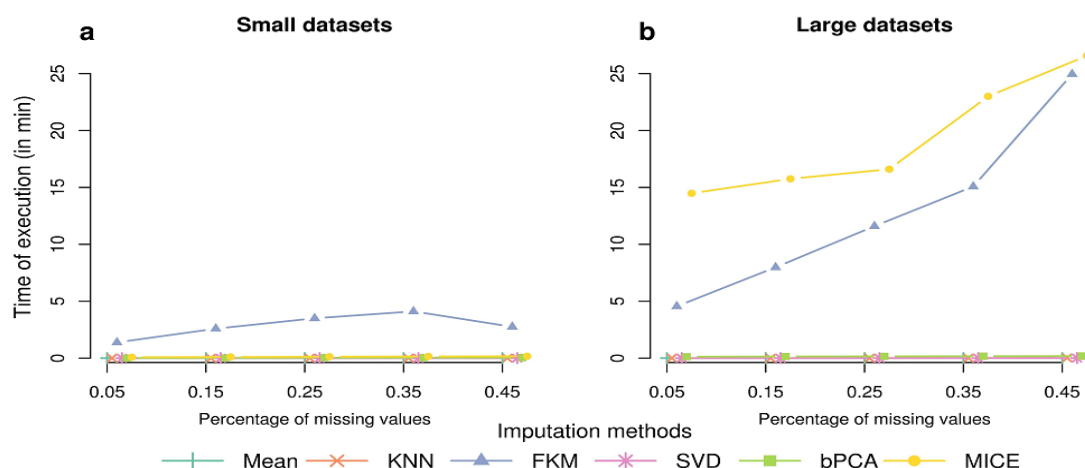 a Small datasets
b Large datasets
Time of execution (in min)
25
20
15
10
5
0
0.05 0.15 0.25 0.35 0.45
Percentage of missing values
25
20
15
10
5
0
0.05 0.15 0.25 0.35 0.45
Percentage of missing values
Imputation methods
Mean KNN FKM SVD bPCA MICE